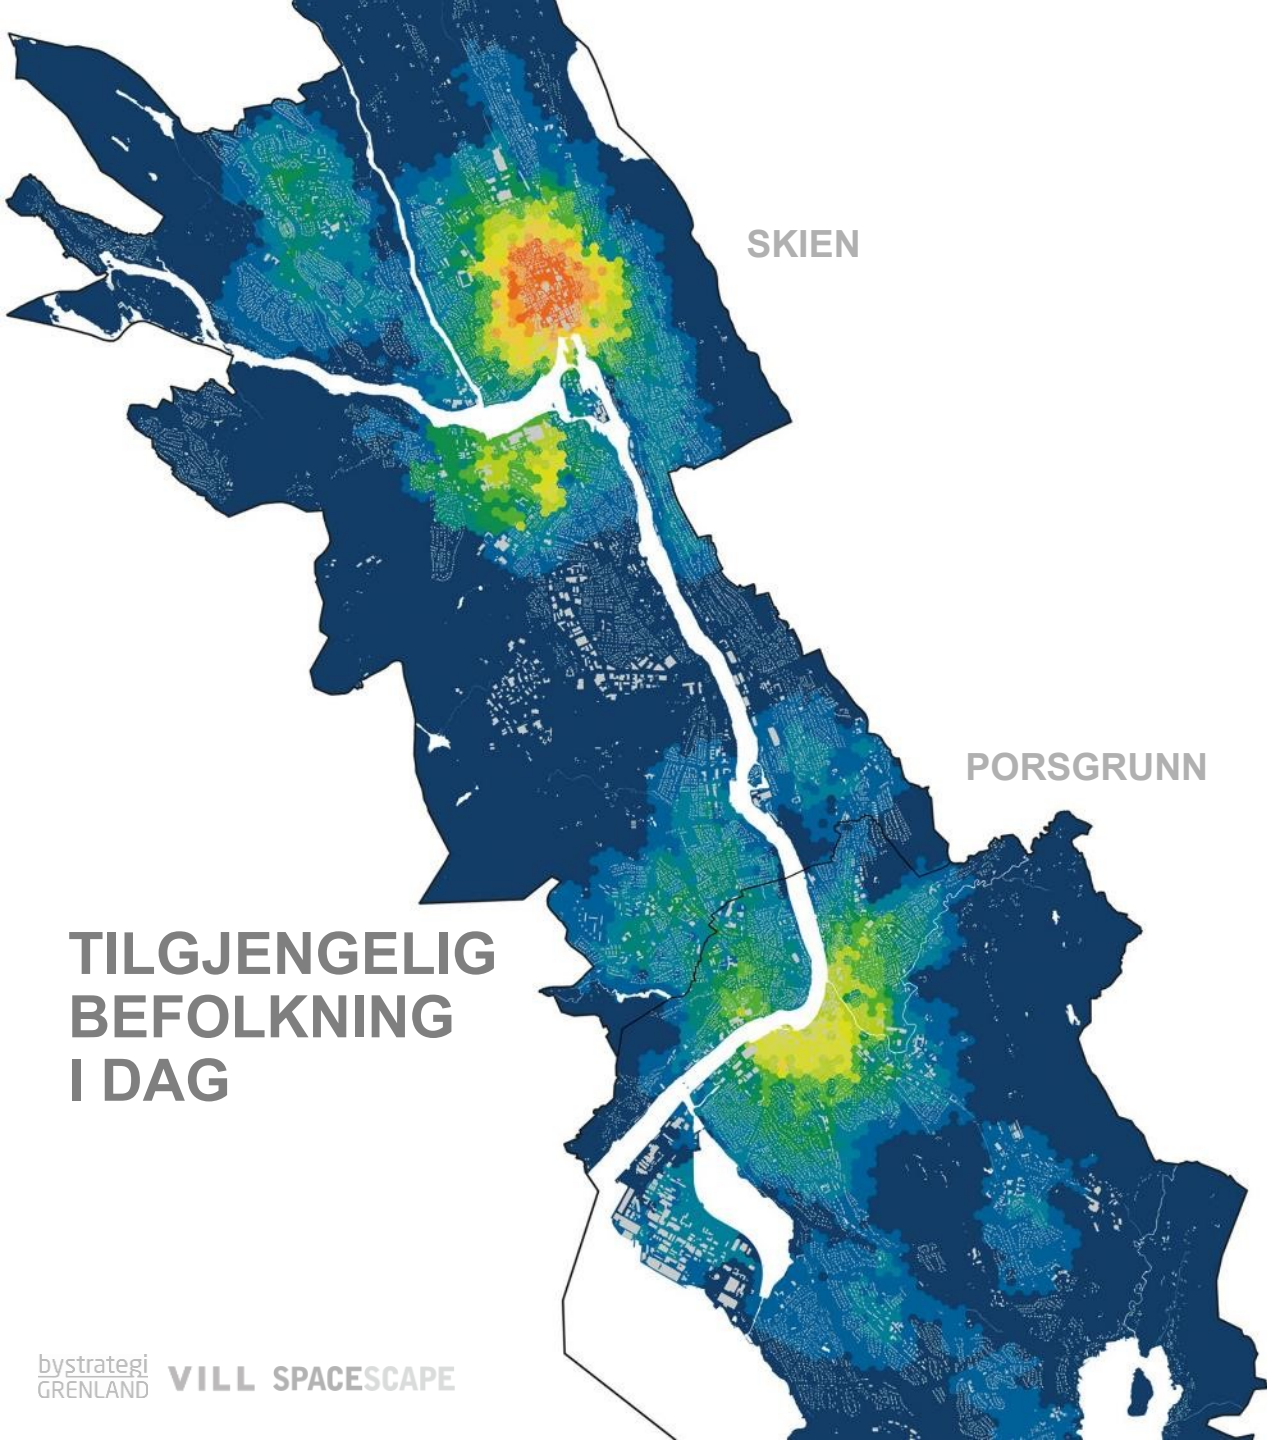 SKIEN
PORSGRUNN
TILGJENGELIG
BEFOLKNING
I DAG
bystrategi
GRENLAND
VILL
SPACESCAPE